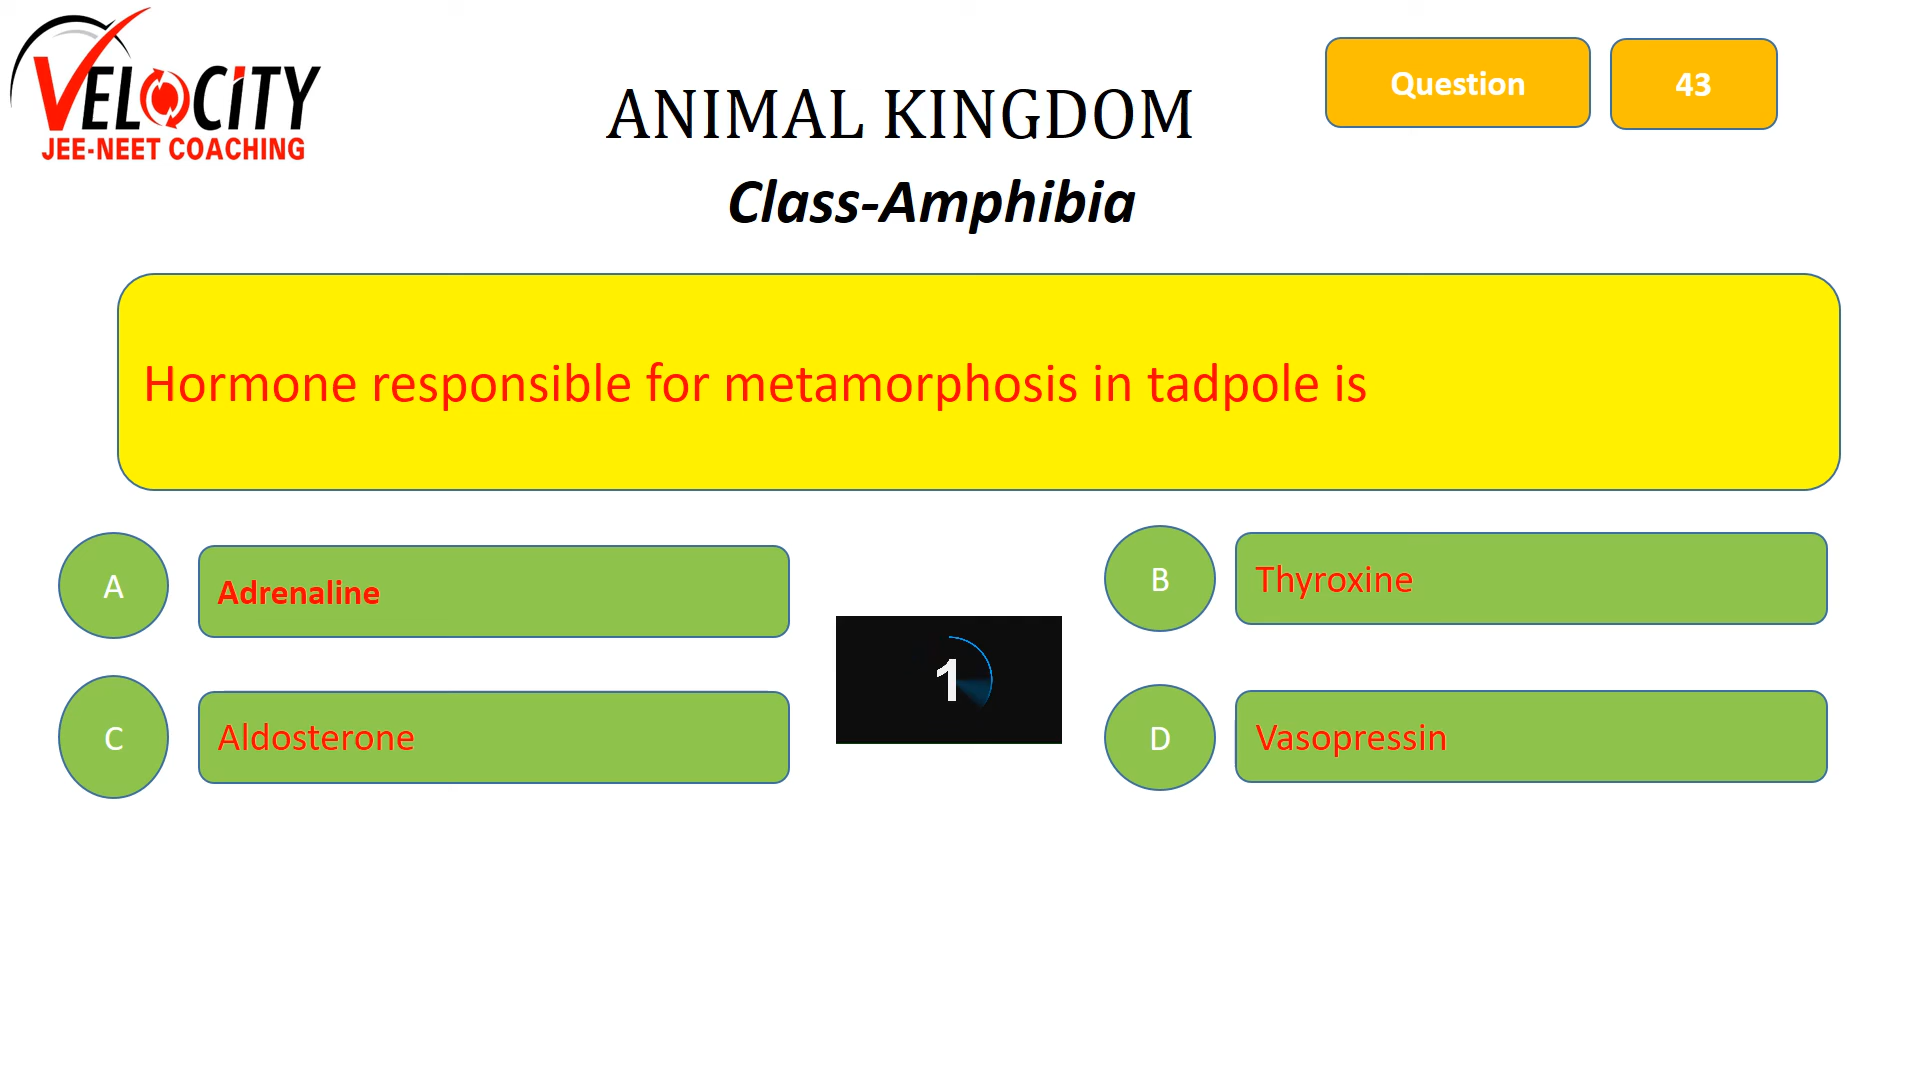 VELOCITY
JEE-NEET COACHING
ANIMAL KINGDOM
Class-Amphibia
Question
43
Hormone responsible for metamorphosis in tadpole is
A
Adrenaline
B
Thyroxine
1
C
Aldosterone
D
Vasopressin